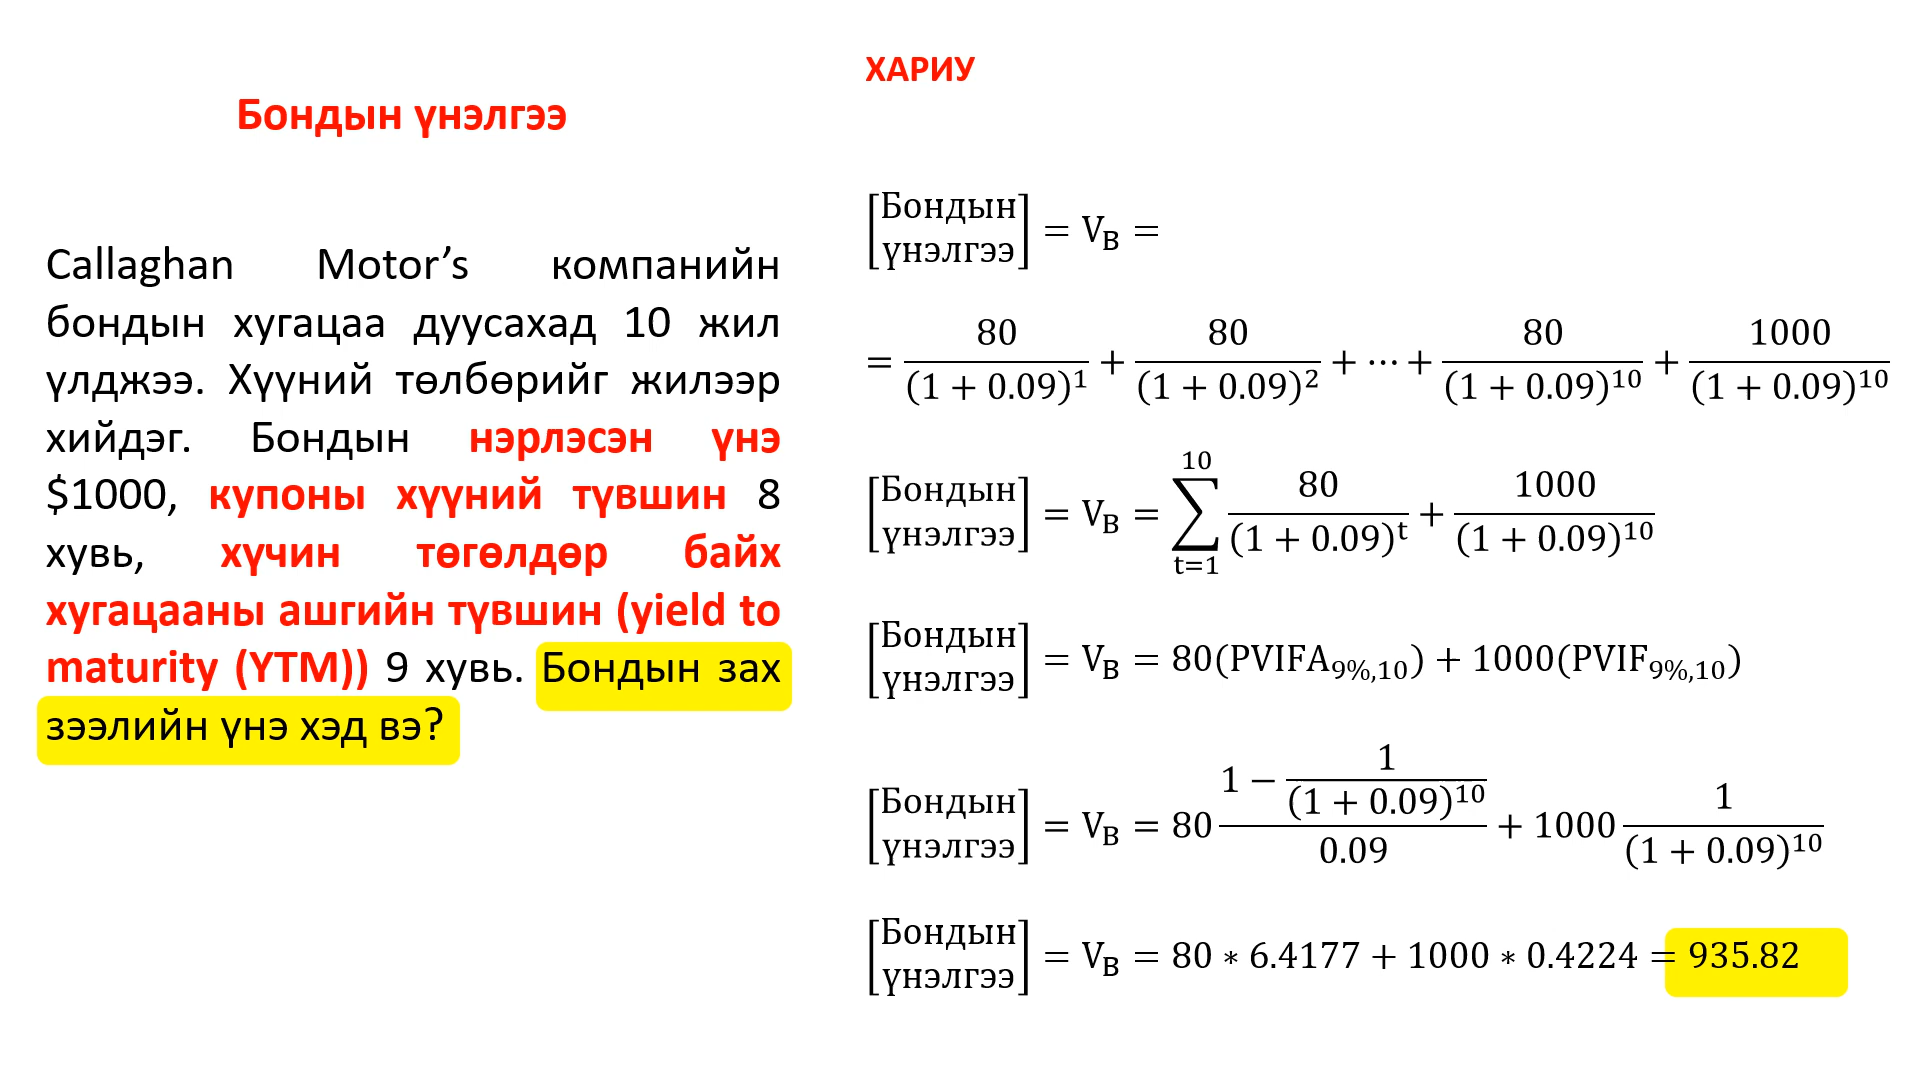 Бондын үнэлгээ
Callaghan Motor’s компанийн
бондын хугацаа дуусахад 10 жил
үлджээ. Хүүний төлбөрийг жилээр
хийдэг. Бондын нэрлэсэн үнэ
$1000, купоны хүүний түвшин 8
хувь, хүчин төгөлдөр байх
хугацааны ашгийн түвшин (yield to
maturity (YTM)) 9 хувь. Бондын зах
зээлийн үнэ хэд вэ?
ХАРИУ
[Бондын үнэлгээ] = V_B =
= 80/(1 + 0.09)^1 + 80/(1 + 0.09)^2 + ⋯ + 80/(1 + 0.09)^10 + 1000/(1 + 0.09)^10
[Бондын үнэлгээ] = V_B = ∑_{t=1}^{10} 80/(1 + 0.09)^t + 1000/(1 + 0.09)^10
[Бондын үнэлгээ] = V_B = 80(PVIFA_{9%,10}) + 1000(PVIF_{9%,10})
[Бондын үнэлгээ] = V_B = 80 (1 − 1/(1 + 0.09)^10)/0.09 + 1000 1/(1 + 0.09)^10
[Бондын үнэлгээ] = V_B = 80 ∗ 6.4177 + 1000 ∗ 0.4224 = 935.82